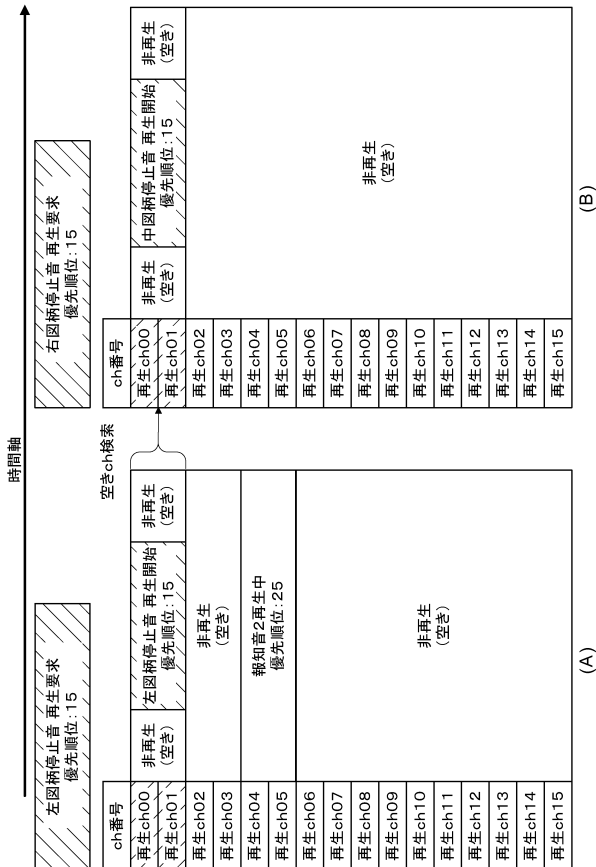 時間軸
左図柄停止音 再生要求
優先順位:15
ch番号
再生ch00
再生ch01
再生ch02
再生ch03
再生ch04
再生ch05
再生ch06
再生ch07
再生ch08
再生ch09
再生ch10
再生ch11
再生ch12
再生ch13
再生ch14
再生ch15
非再生
(空き)
左図柄停止音 再生開始
優先順位:15
非再生
(空き)
非再生
(空き)
報知音2再生中
優先順位:25
非再生
(空き)
(A)
空きch検索
右図柄停止音 再生要求
優先順位:15
ch番号
再生ch00
再生ch01
再生ch02
再生ch03
再生ch04
再生ch05
再生ch06
再生ch07
再生ch08
再生ch09
再生ch10
再生ch11
再生ch12
再生ch13
再生ch14
再生ch15
非再生
(空き)
中図柄停止音 再生開始
優先順位:15
非再生
(空き)
非再生
(空き)
(B)